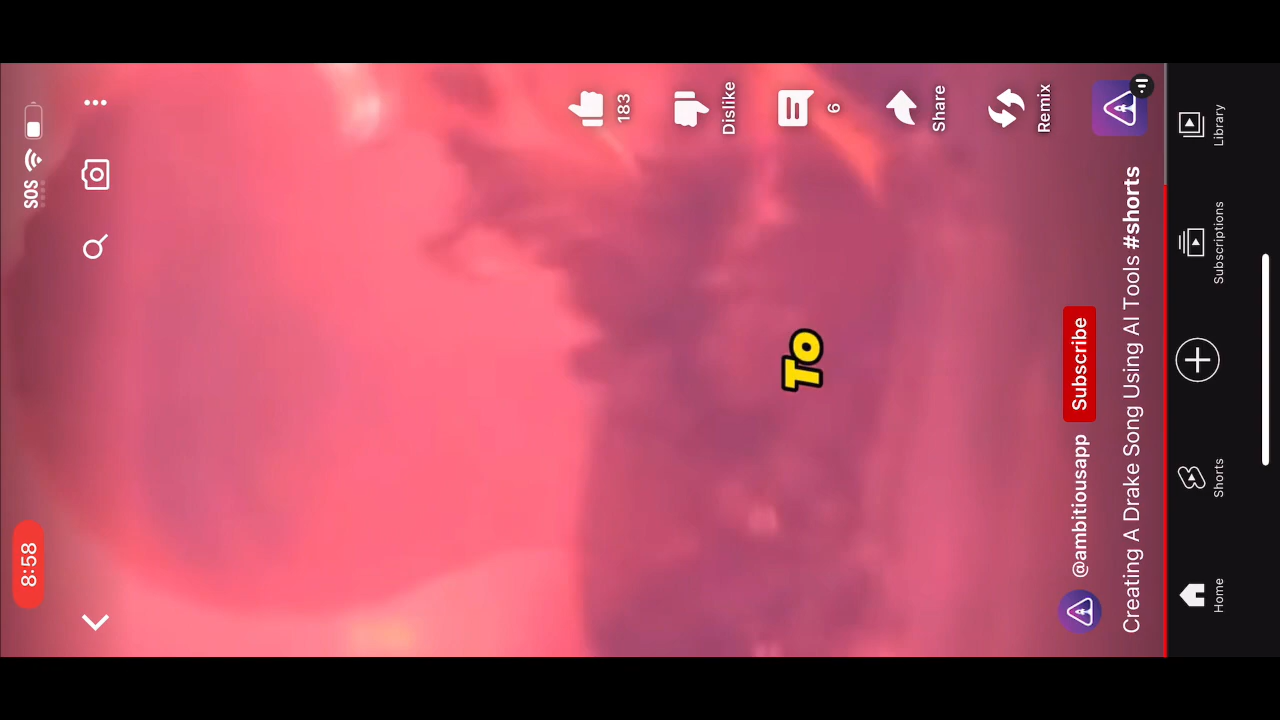 8:58
SOS
To
183
Dislike
6
Share
Remix
@ambitiousapp
Subscribe
Creating A Drake Song Using AI Tools #shorts
Home
Shorts
Subscriptions
Library